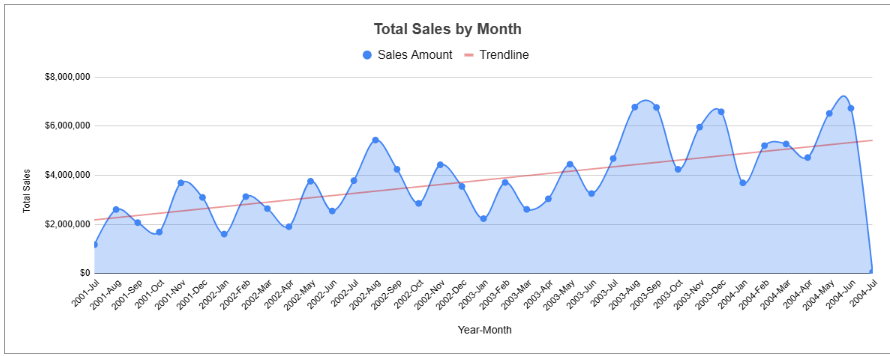 Total Sales by Month
Sales Amount Trendline
$8,000,000
$6,000,000
$4,000,000
$2,000,000
$0
Total Sales
2001-Jul
2001-Aug
2001-Sep
2001-Oct
2001-Nov
2001-Dec
2002-Jan
2002-Feb
2002-Mar
2002-Apr
2002-May
2002-Jun
2002-Jul
2002-Aug
2002-Sep
2002-Oct
2002-Nov
2002-Dec
2003-Jan
2003-Feb
2003-Mar
2003-Apr
2003-May
2003-Jun
2003-Jul
2003-Aug
2003-Sep
2003-Oct
2003-Nov
2003-Dec
2004-Jan
2004-Feb
2004-Mar
2004-Apr
2004-May
2004-Jun
2004-Jul
Year-Month